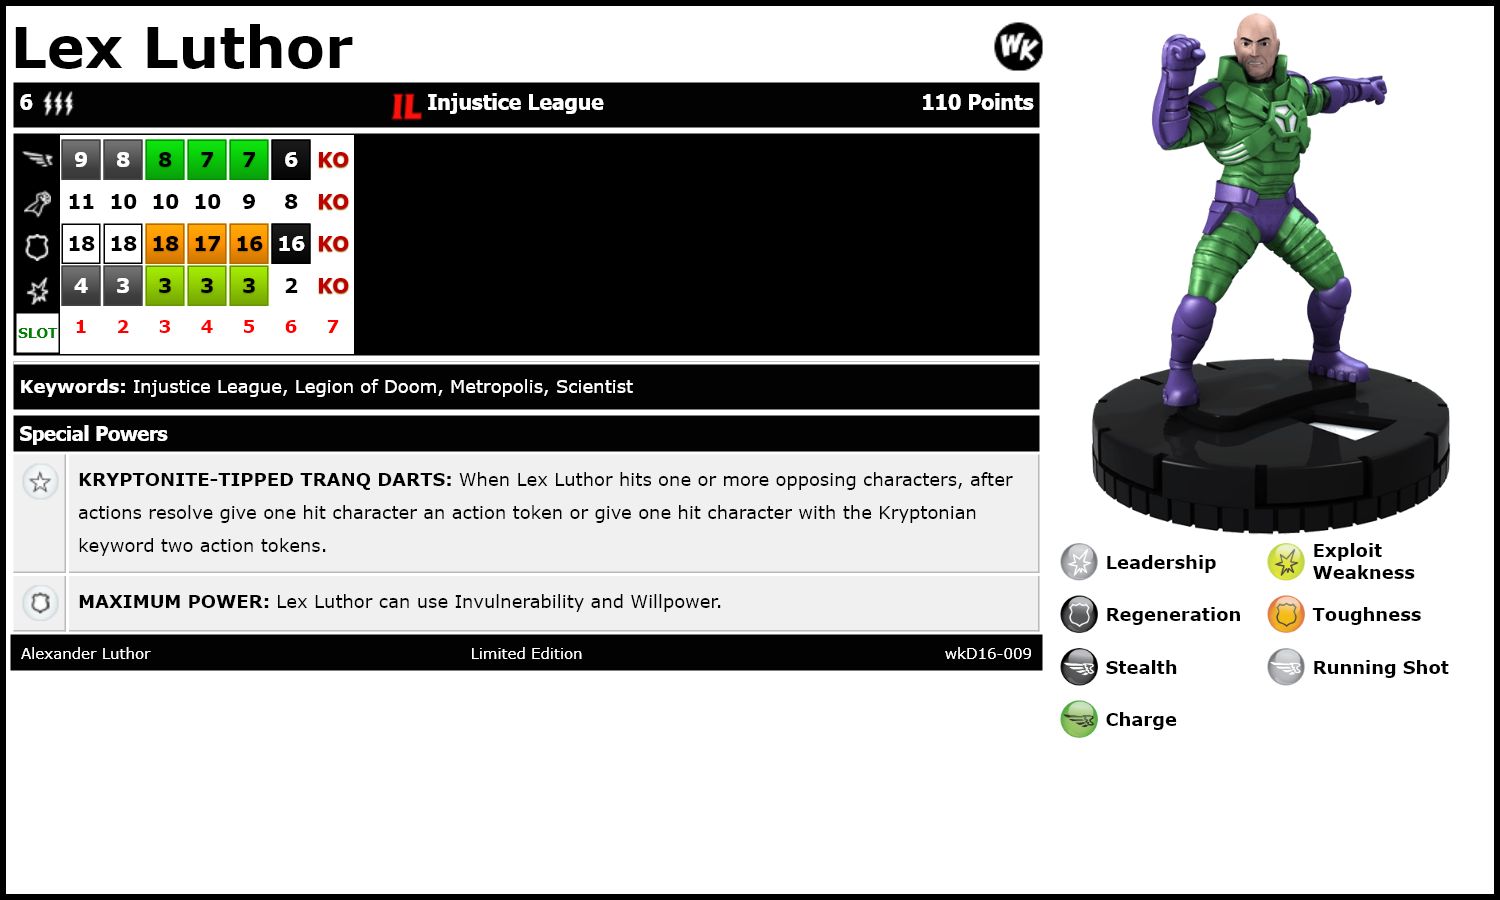 Lex Luthor
WK
6 IL Injustice League 110 Points
9 8 8 7 7 6 KO
11 10 10 10 9 8 KO
18 18 18 17 16 16 KO
4 3 3 3 3 2 KO
SLOT 1 2 3 4 5 6 7
Keywords: Injustice League, Legion of Doom, Metropolis, Scientist
Special Powers
KRYPTONITE-TIPPED TRANQ DARTS: When Lex Luthor hits one or more opposing characters, after
actions resolve give one hit character an action token or give one hit character with the Kryptonian
keyword two action tokens.
MAXIMUM POWER: Lex Luthor can use Invulnerability and Willpower.
Alexander Luthor Limited Edition wkD16-009
Leadership
Exploit
Weakness
Regeneration
Toughness
Stealth
Running Shot
Charge